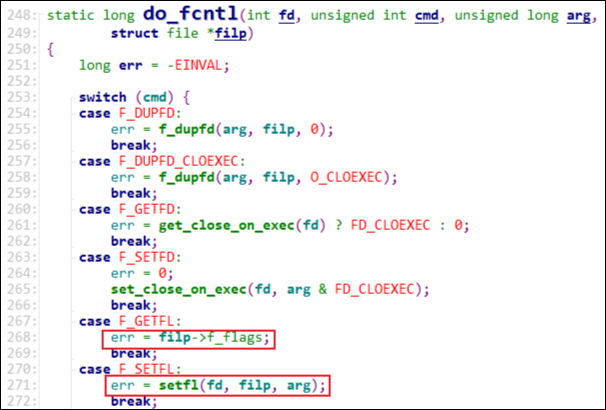 248: static long do_fcntl(int fd, unsigned int cmd, unsigned long arg,
249:         struct file *filp)
250: {
251:     long err = -EINVAL;
252:
253:     switch (cmd) {
254:     case F_DUPFD:
255:         err = f_dupfd(arg, filp, 0);
256:         break;
257:     case F_DUPFD_CLOEXEC:
258:         err = f_dupfd(arg, filp, O_CLOEXEC);
259:         break;
260:     case F_GETFD:
261:         err = get_close_on_exec(fd) ? FD_CLOEXEC : 0;
262:         break;
263:     case F_SETFD:
264:         err = 0;
265:         set_close_on_exec(fd, arg & FD_CLOEXEC);
266:         break;
267:     case F_GETFL:
268:         err = filp->f_flags;
269:         break;
270:     case F_SETFL:
271:         err = setfl(fd, filp, arg);
272:         break;